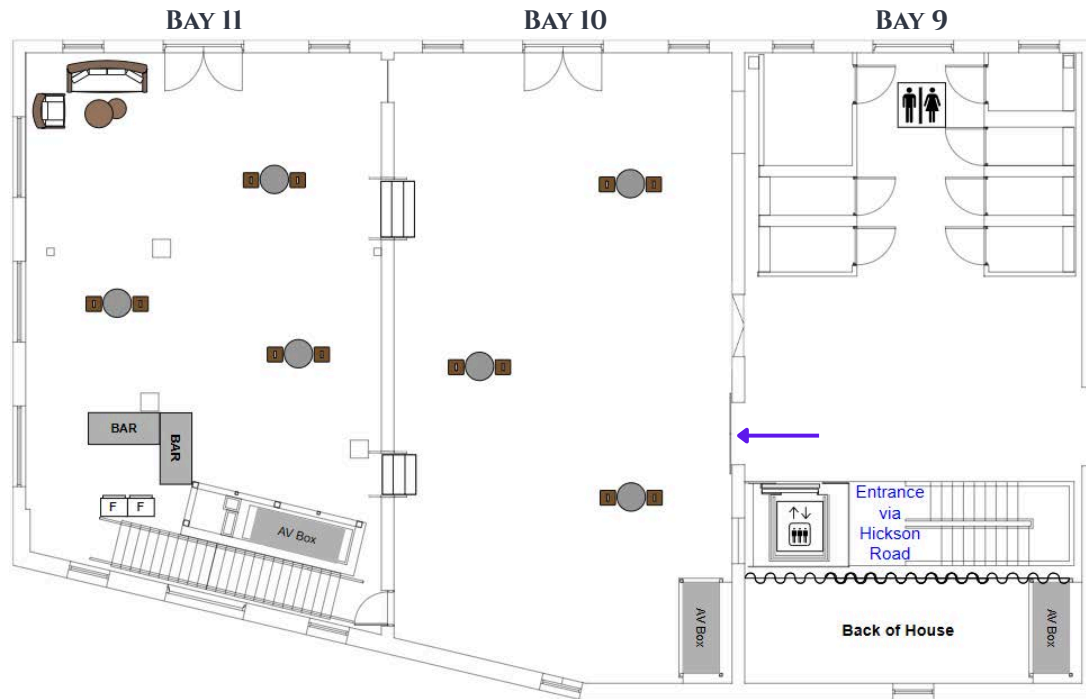 BAY 11
BAY 10
BAY 9
BAR
BAR
F F
AV Box
Entrance
via
Hickson
Road
AV Box
Back of House
AV Box